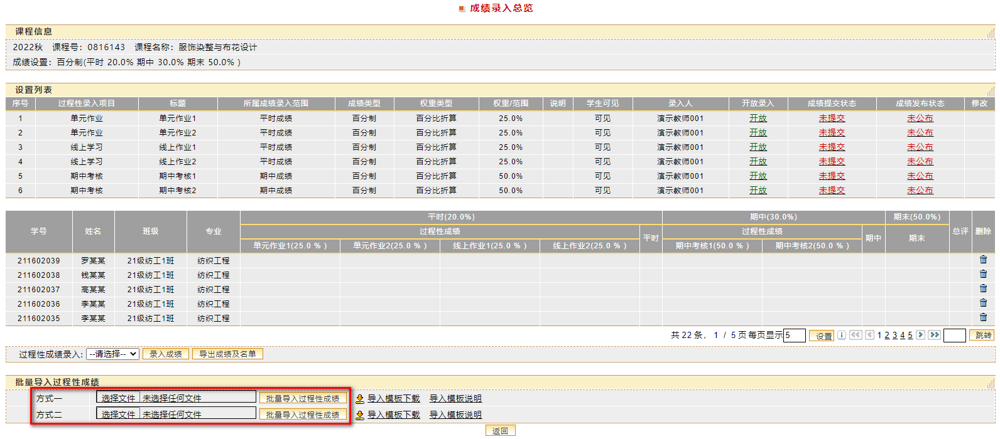 成绩录入总览
课程信息
2022秋 课程号：0816143 课程名称：服饰染整与布花设计
成绩设置：百分制(平时 20.0% 期中 30.0% 期末 50.0% )
设置列表
序号 过程性录入项目 标题 所属成绩录入范围 成绩类型 权重类型 权重/范围 说明 学生可见 录入人 开放录入 成绩提交状态 成绩发布状态 修改
1 单元作业 单元作业1 平时成绩 百分制 百分比折算 25.0% 可见 演示教师001 开放 未提交 未公布
2 单元作业 单元作业2 平时成绩 百分制 百分比折算 25.0% 可见 演示教师001 开放 未提交 未公布
3 线上学习 线上作业1 平时成绩 百分制 百分比折算 25.0% 可见 演示教师001 开放 未提交 未公布
4 线上学习 线上作业2 平时成绩 百分制 百分比折算 25.0% 可见 演示教师001 开放 未提交 未公布
5 期中考核 期中考核1 期中成绩 百分制 百分比折算 50.0% 可见 演示教师001 开放 未提交 未公布
6 期中考核 期中考核2 期中成绩 百分制 百分比折算 50.0% 可见 演示教师001 开放 未提交 未公布
平时(20.0%) 期中(30.0%) 期末(50.0%)
学号 姓名 班级 专业 过程性成绩 平时 过程性成绩 期中 期末 总评 删除
单元作业1(25.0 % ) 单元作业2(25.0 % ) 线上作业1(25.0 % ) 线上作业2(25.0 % ) 期中考核1(50.0 % ) 期中考核2(50.0 % )
211602039 罗某某 21级纺工1班 纺织工程
211602038 钱某某 21级纺工1班 纺织工程
211602037 高某某 21级纺工1班 纺织工程
211602036 李某某 21级纺工1班 纺织工程
211602035 李某某 21级纺工1班 纺织工程
共 22 条， 1 / 5 页 每页显示 5 设置 1 2 3 4 5 跳转
过程性成绩录入: --请选择-- 录入成绩 导出成绩及名单
批量导入过程性成绩
方式一 选择文件 未选择任何文件 批量导入过程性成绩 导入模板下载 导入模板说明
方式二 选择文件 未选择任何文件 批量导入过程性成绩 导入模板下载 导入模板说明
返回